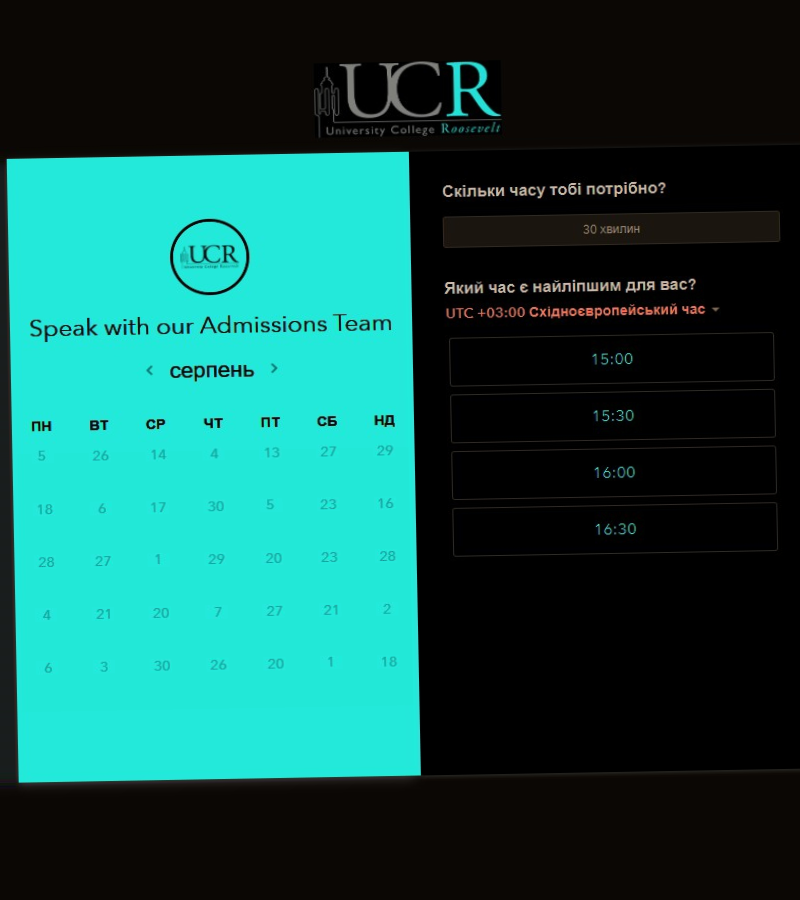 UCR
University College Roosevelt
UCR
University College Roosevelt
Speak with our Admissions Team
серпень
ПН ВТ СР ЧТ ПТ СБ НД
5 26 14 4 13 27 29
18 6 17 30 5 23 16
28 27 1 29 20 23 28
4 21 20 7 27 21 2
6 3 30 26 20 1 18
Скільки часу тобі потрібно?
30 хвилин
Який час є найліпшим для вас?
UTC +03:00 Східноєвропейський час
15:00
15:30
16:00
16:30